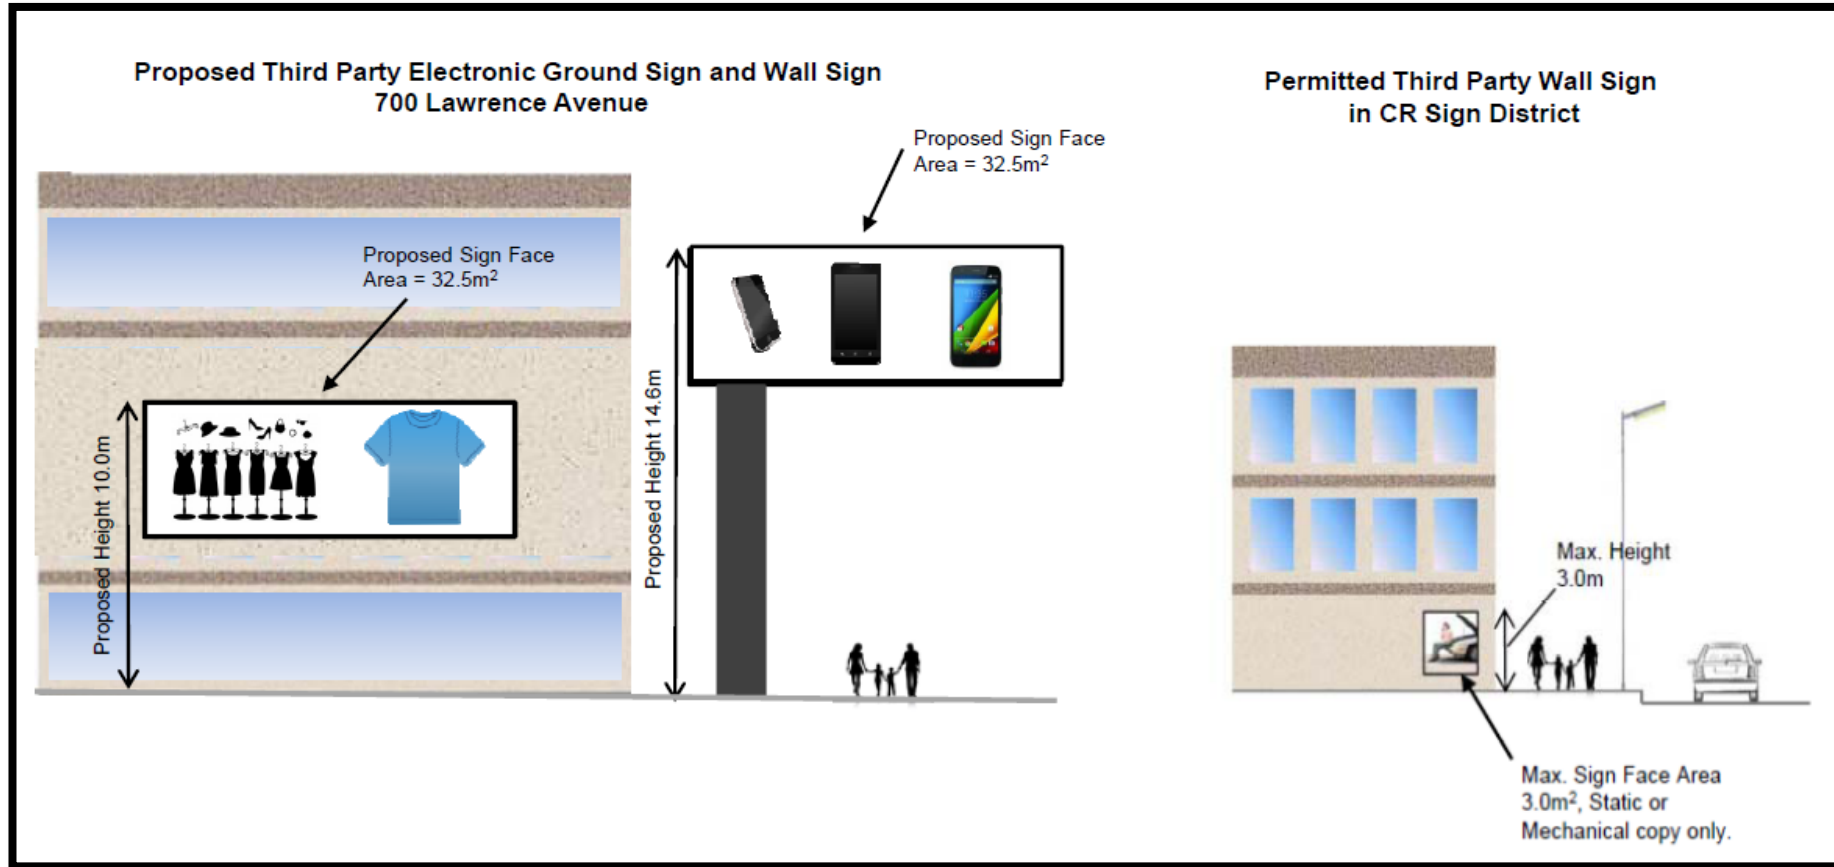 Proposed Third Party Electronic Ground Sign and Wall Sign
700 Lawrence Avenue
Proposed Sign Face
Area = 32.5m²
Proposed Sign Face
Area = 32.5m²
Proposed Height 10.0m
Proposed Height 14.6m
Permitted Third Party Wall Sign
in CR Sign District
Max. Height
3.0m
Max. Sign Face Area
3.0m², Static or
Mechanical copy only.